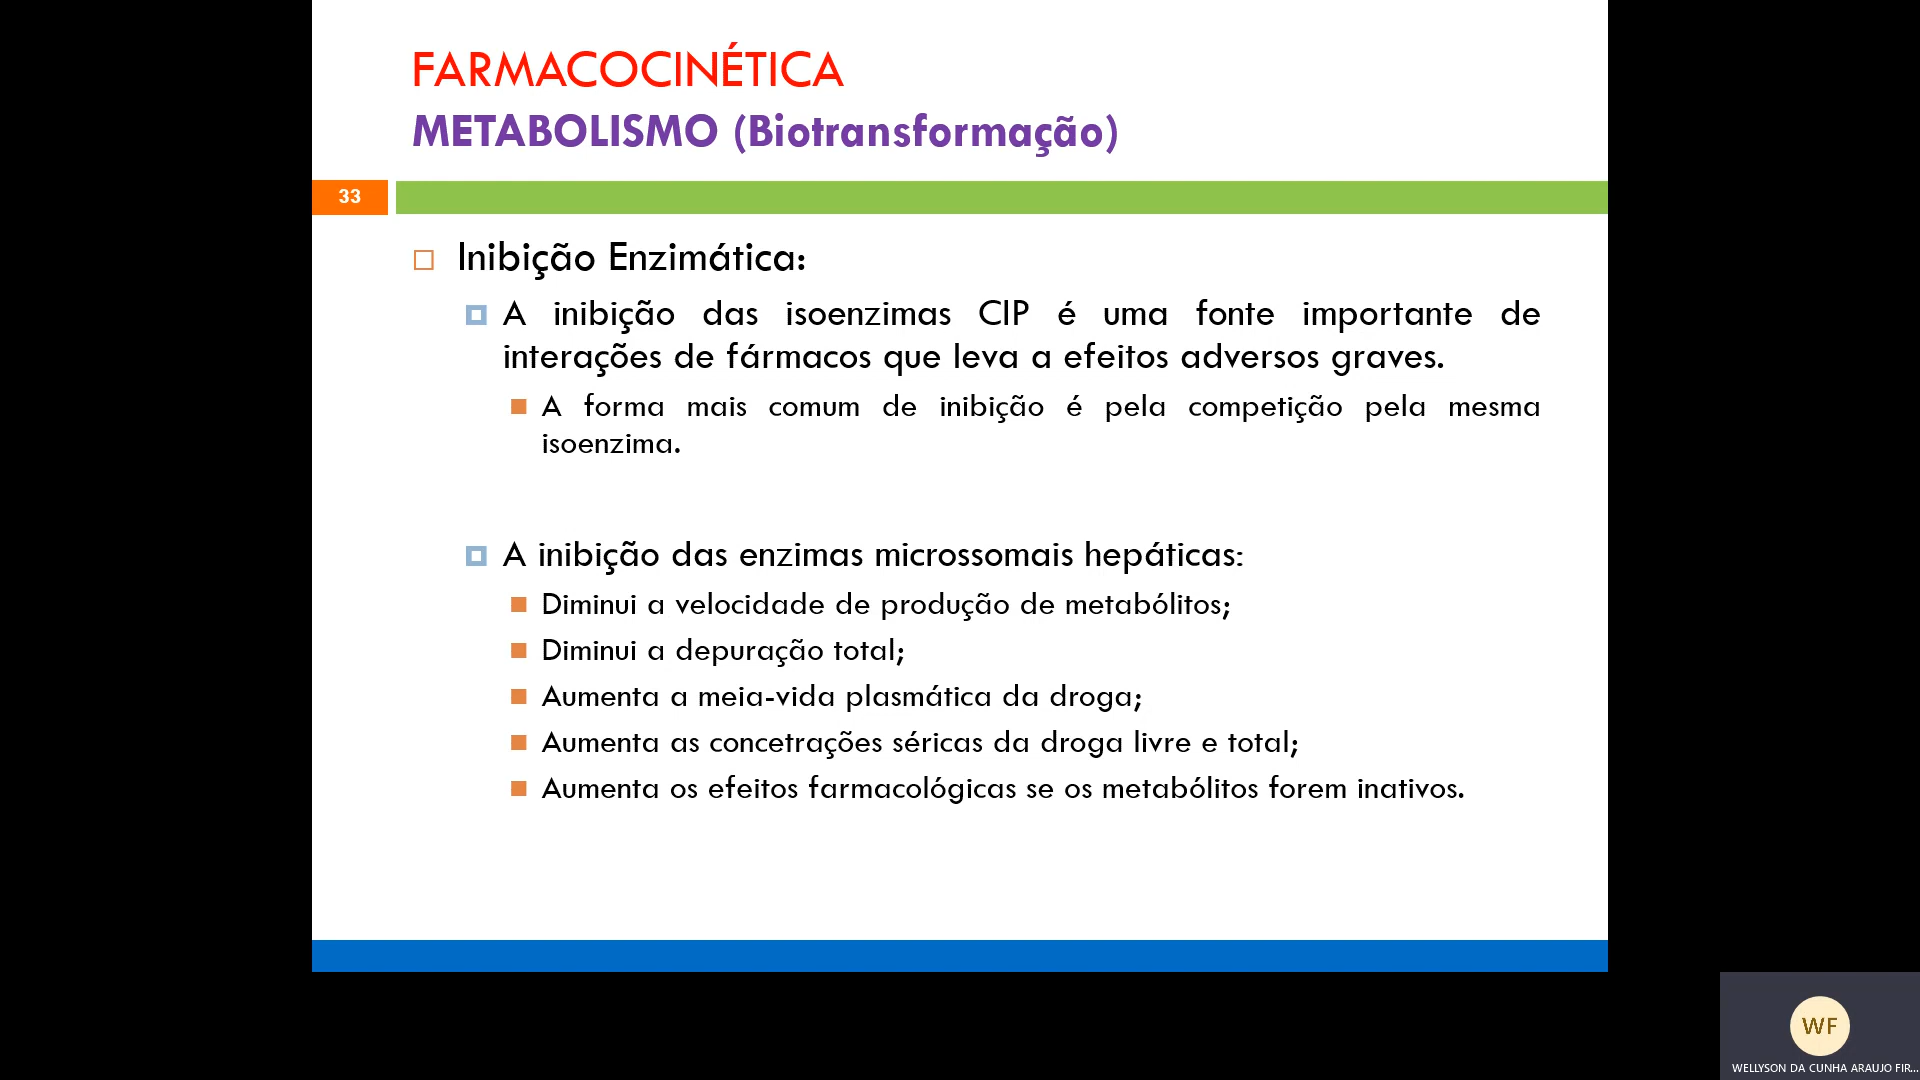 FARMACOCINÉTICA
METABOLISMO (Biotransformação)
33
Inibição Enzimática:
A inibição das isoenzimas CIP é uma fonte importante de
interações de fármacos que leva a efeitos adversos graves.
A forma mais comum de inibição é pela competição pela mesma
isoenzima.
A inibição das enzimas microssomais hepáticas:
Diminui a velocidade de produção de metabólitos;
Diminui a depuração total;
Aumenta a meia-vida plasmática da droga;
Aumenta as concetrações séricas da droga livre e total;
Aumenta os efeitos farmacológicas se os metabólitos forem inativos.
WF
WELLYSON DA CUNHA ARAUJO FIR...